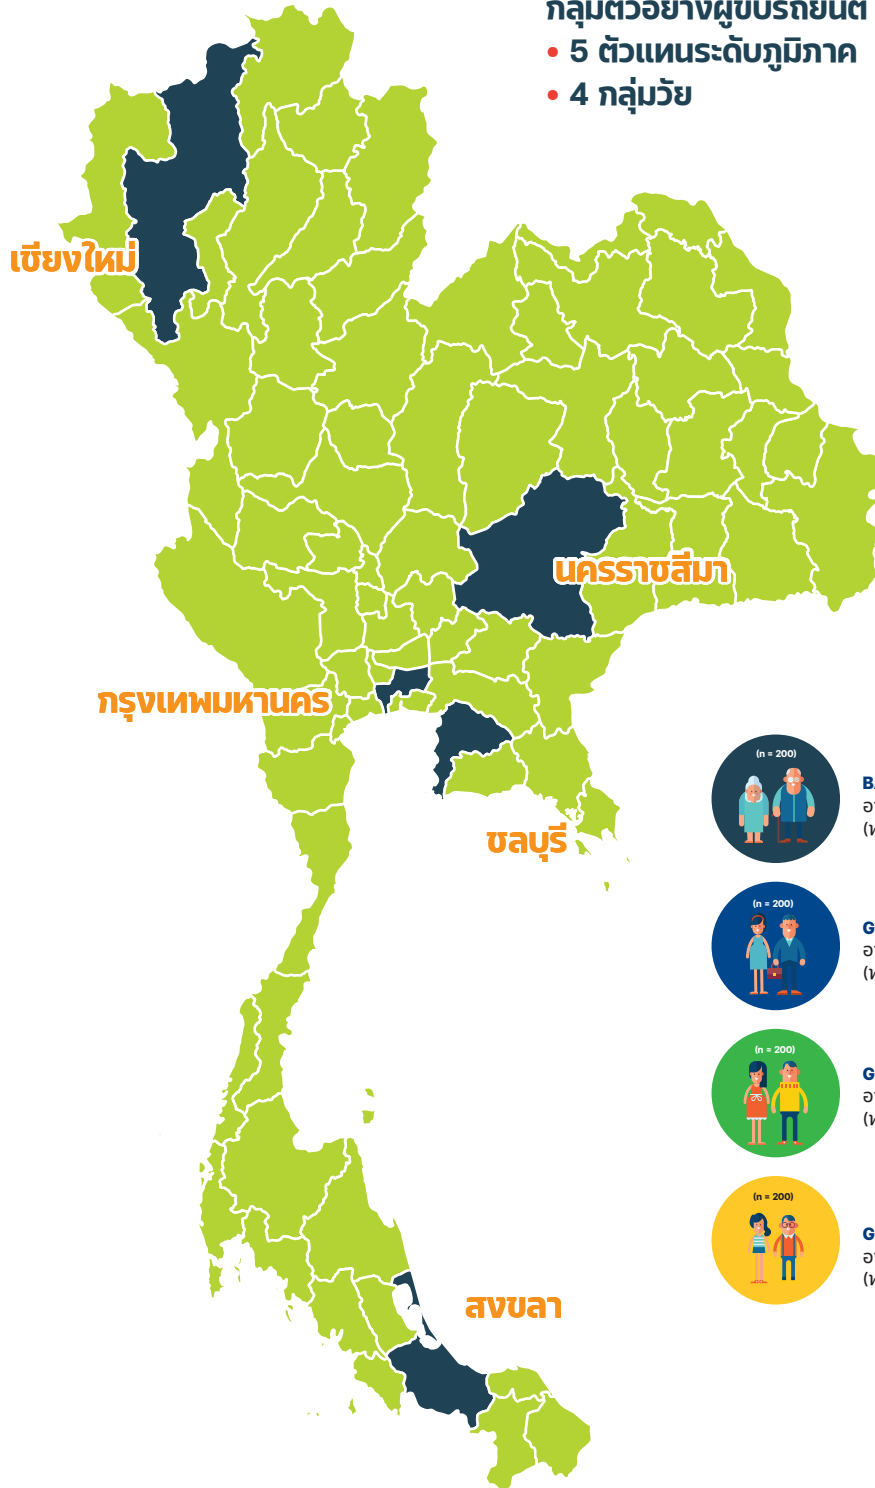 กลุ่มตัวอย่างผู้ขับรถยนต์
• 5 ตัวแทนระดับภูมิภาค
• 4 กลุ่มวัย
เชียงใหม่
นครราชสีมา
กรุงเทพมหานคร
ชลบุรี
สงขลา
(n = 200)
(n = 200)
(n = 200)
(n = 200)